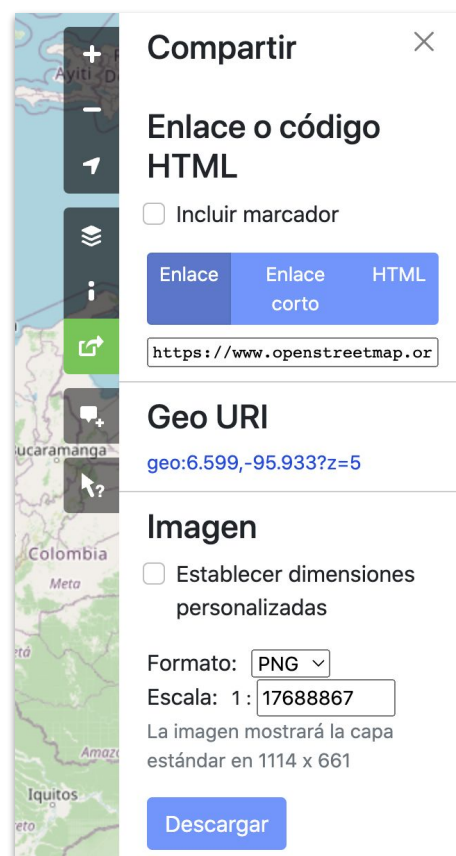 Compartir
Enlace o código
HTML
Incluir marcador
Enlace
Enlace
corto
HTML
https://www.openstreetmap.or
Geo URI
geo:6.599,-95.933?z=5
Imagen
Establecer dimensiones
personalizadas
Formato: PNG
Escala: 1 : 17688867
La imagen mostrará la capa
estándar en 1114 x 661
Descargar
Ayiti
ucaramanga
Colombia
Meta
Iquitos